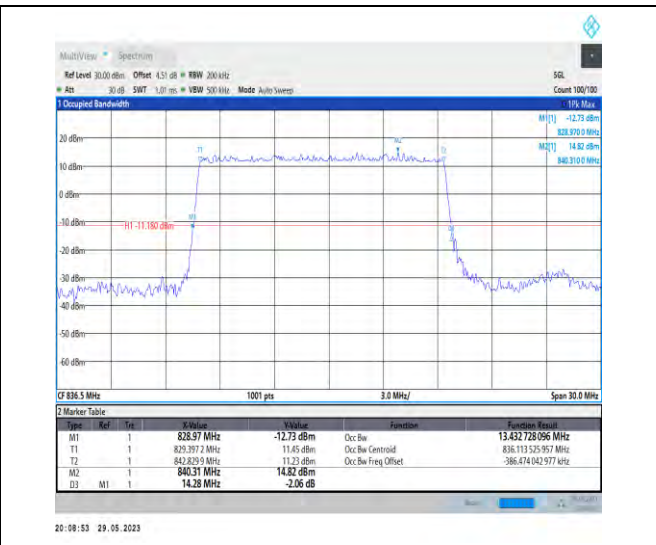 MultiView Spectrum
Ref Level 30.00 dBm Offset 4.51 dB RBW 200 kHz SGL
Att 30 dB SWT 1.01 ms VBW 500 kHz Mode Auto Sweep Count 100/100
1 Occupied Bandwidth 1Pk Max
M1[1] -12.73 dBm
828.970 0 MHz
M2[1] 14.82 dBm
840.310 0 MHz
20 dBm
T1 M2 T2
10 dBm
0 dBm
M1
-10 dBm H1 -11.180 dBm
D3
-20 dBm
-30 dBm
-40 dBm
-50 dBm
-60 dBm
CF 836.5 MHz 1001 pts 3.0 MHz/ Span 30.0 MHz
2 Marker Table
Type Ref Trc X-Value Y-Value Function Function Result
M1 1 828.97 MHz -12.73 dBm Occ Bw 13.432 728 096 MHz
T1 1 829.397 2 MHz 11.45 dBm Occ Bw Centroid 836.113 525 957 MHz
T2 1 842.829 9 MHz 11.23 dBm Occ Bw Freq Offset -386.474 042 977 kHz
M2 1 840.31 MHz 14.82 dBm
D3 M1 1 14.28 MHz -2.06 dB
20:08:53 29.05.2023